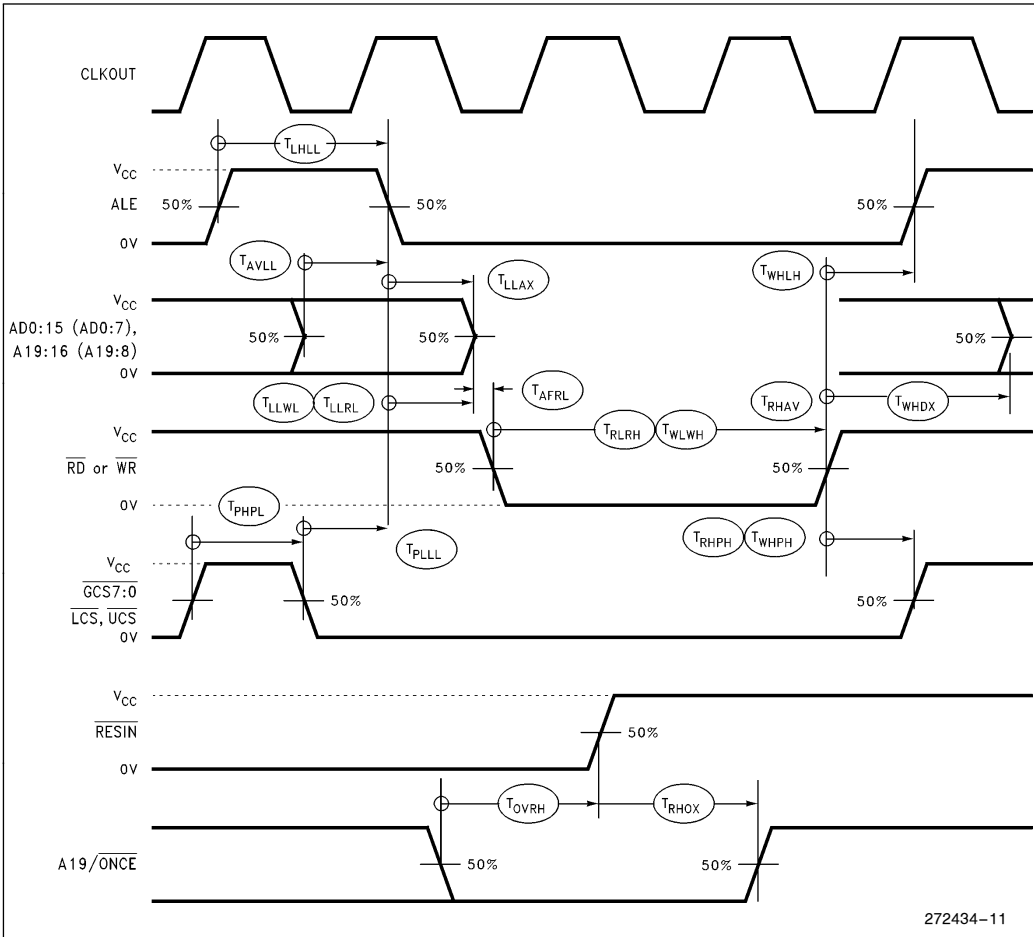 CLKOUT
T_LHLL
V_CC
ALE 50% 50% 50%
0V
T_AVLL T_LLAX T_WHLH
V_CC
AD0:15 (AD0:7),
A19:16 (A19:8)
50% 50% 50%
0V
T_LLWL T_LLRL T_AFRL T_RHAV T_WHDX
V_CC
T_RLRH T_WLWH
RD or WR 50% 50%
0V
T_PHPL T_PLLL T_RHPH T_WHPH
V_CC
GCS7:0
LCS, UCS
50% 50%
0V
V_CC
RESIN 50%
0V
T_OVRH T_RHOX
A19/ONCE 50% 50%
272434-11